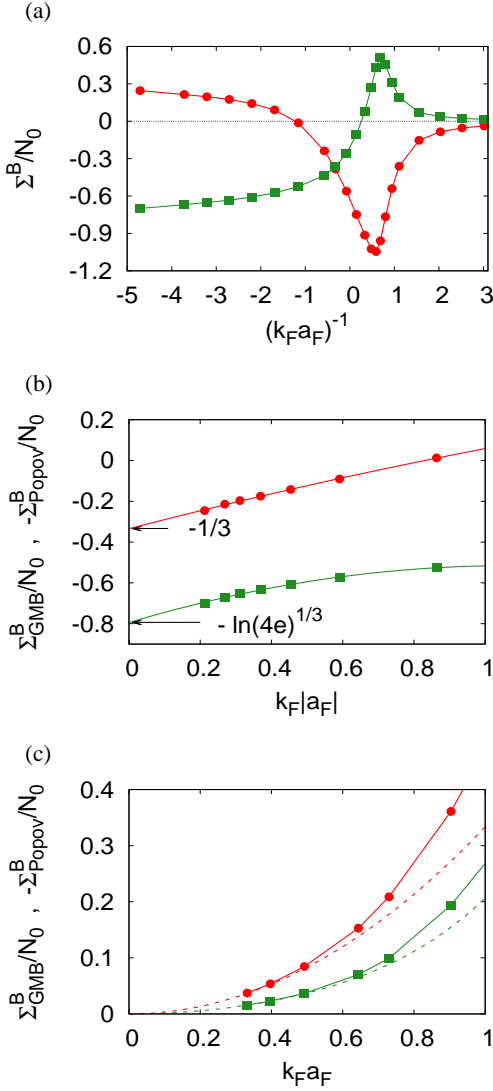 (a)
Σ^B/N_0
0.6
0.3
0
-0.3
-0.6
-0.9
-1.2
-5 -4 -3 -2 -1 0 1 2 3
(k_F a_F)^-1
(b)
Σ^B_GMB/N_0 , -Σ^B_Popov/N_0
0.2
0
-0.2
-0.4
-0.6
-0.8
-1/3
- ln(4e)^1/3
0 0.2 0.4 0.6 0.8 1
k_F|a_F|
(c)
Σ^B_GMB/N_0 , -Σ^B_Popov/N_0
0.4
0.3
0.2
0.1
0
0 0.2 0.4 0.6 0.8 1
k_F a_F